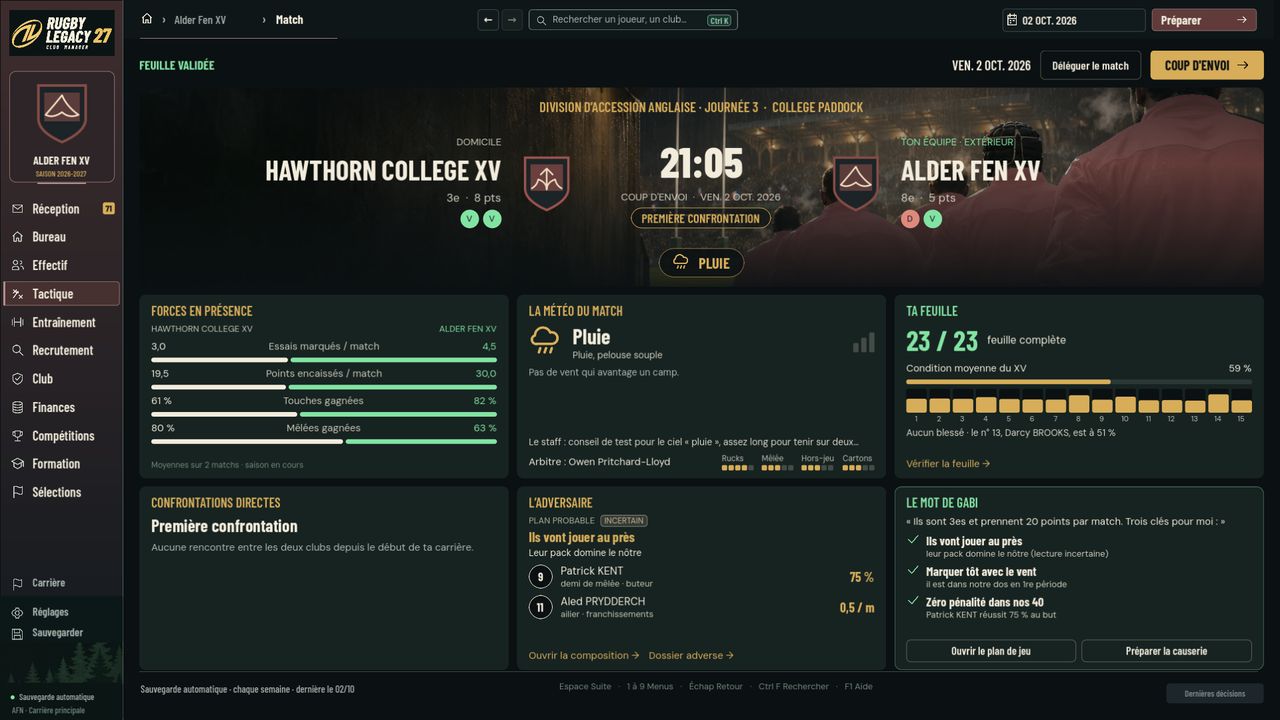 RUGBY
LEGACY 27
CLUB MANAGER
ALDER FEN XV
SAISON 2026-2027
Réception 71
Bureau
Effectif
Tactique
Entraînement
Recrutement
Club
Finances
Compétitions
Formation
Sélections
Carrière
Réglages
Sauvegarder
Sauvegarde automatique
AFN · Carrière principale
› Alder Fen XV › Match
← → Rechercher un joueur, un club... Ctrl K
02 OCT. 2026
Préparer →
FEUILLE VALIDÉE
VEN. 2 OCT. 2026
Déléguer le match
COUP D'ENVOI →
DIVISION D'ACCESSION ANGLAISE · JOURNÉE 3 · COLLEGE PADDOCK
DOMICILE
HAWTHORN COLLEGE XV
3e · 8 pts
V V
21:05
COUP D'ENVOI · VEN. 2 OCT. 2026
PREMIÈRE CONFRONTATION
PLUIE
TON ÉQUIPE · EXTÉRIEUR
ALDER FEN XV
8e · 5 pts
D V
FORCES EN PRÉSENCE
HAWTHORN COLLEGE XV ALDER FEN XV
3,0 Essais marqués / match 4,5
19,5 Points encaissés / match 30,0
61 % Touches gagnées 82 %
80 % Mêlées gagnées 63 %
Moyennes sur 2 matchs · saison en cours
LA MÉTÉO DU MATCH
Pluie
Pluie, pelouse souple
Pas de vent qui avantage un camp.
Le staff : conseil de test pour le ciel « pluie », assez long pour tenir sur deux…
Arbitre : Owen Pritchard-Lloyd
Rucks Mêlée Hors-jeu Cartons
TA FEUILLE
23 / 23 feuille complète
Condition moyenne du XV 59 %
1 2 3 4 5 6 7 8 9 10 11 12 13 14 15
Aucun blessé · le n° 13, Darcy BROOKS, est à 51 %
Vérifier la feuille →
CONFRONTATIONS DIRECTES
Première confrontation
Aucune rencontre entre les deux clubs depuis le début de ta carrière.
L'ADVERSAIRE
PLAN PROBABLE INCERTAIN
Ils vont jouer au près
Leur pack domine le nôtre
9 Patrick KENT 75 %
demi de mêlée · buteur
11 Aled PRYDDERCH 0,5 / m
ailier · franchissements
Ouvrir la composition → Dossier adverse →
LE MOT DE GABI
« Ils sont 3es et prennent 20 points par match. Trois clés pour moi : »
Ils vont jouer au près
leur pack domine le nôtre (lecture incertaine)
Marquer tôt avec le vent
il est dans notre dos en 1re période
Zéro pénalité dans nos 40
Patrick KENT réussit 75 % au but
Ouvrir le plan de jeu
Préparer la causerie
Sauvegarde automatique · chaque semaine · dernière le 02/10
Espace Suite · 1 à 9 Menus · Échap Retour · Ctrl F Rechercher · F1 Aide
Dernières décisions